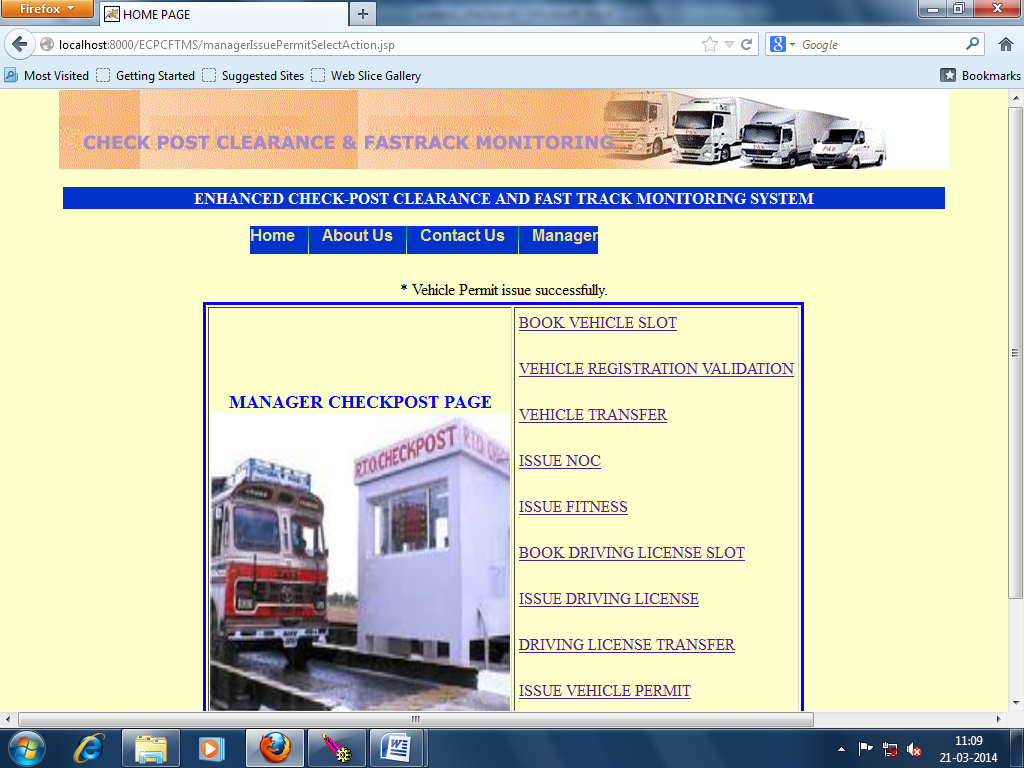 Firefox
HOME PAGE
localhost:8000/ECPCFTMS/managerIssuePermitSelectAction.jsp
Google
Most Visited
Getting Started
Suggested Sites
Web Slice Gallery
Bookmarks
CHECK POST CLEARANCE & FASTRACK MONITORING
ENHANCED CHECK-POST CLEARANCE AND FAST TRACK MONITORING SYSTEM
Home
About Us
Contact Us
Manager
* Vehicle Permit issue successfully.
MANAGER CHECKPOST PAGE
R.T.O. CHECKPOST
BOOK VEHICLE SLOT
VEHICLE REGISTRATION VALIDATION
VEHICLE TRANSFER
ISSUE NOC
ISSUE FITNESS
BOOK DRIVING LICENSE SLOT
ISSUE DRIVING LICENSE
DRIVING LICENSE TRANSFER
ISSUE VEHICLE PERMIT
11:09
21-03-2014